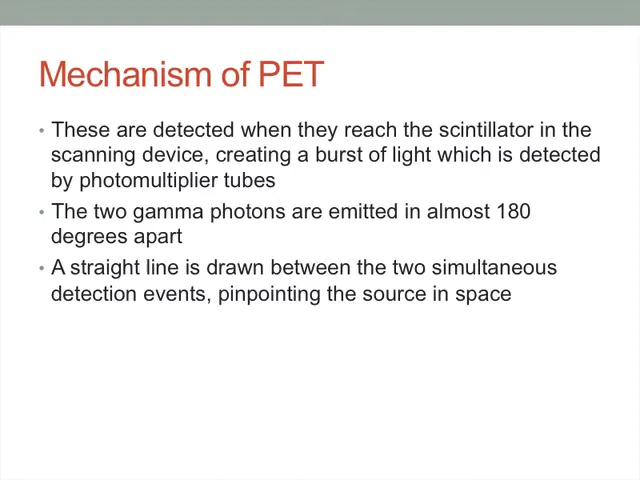 Mechanism of PET
• These are detected when they reach the scintillator in the
scanning device, creating a burst of light which is detected
by photomultiplier tubes
• The two gamma photons are emitted in almost 180
degrees apart
• A straight line is drawn between the two simultaneous
detection events, pinpointing the source in space